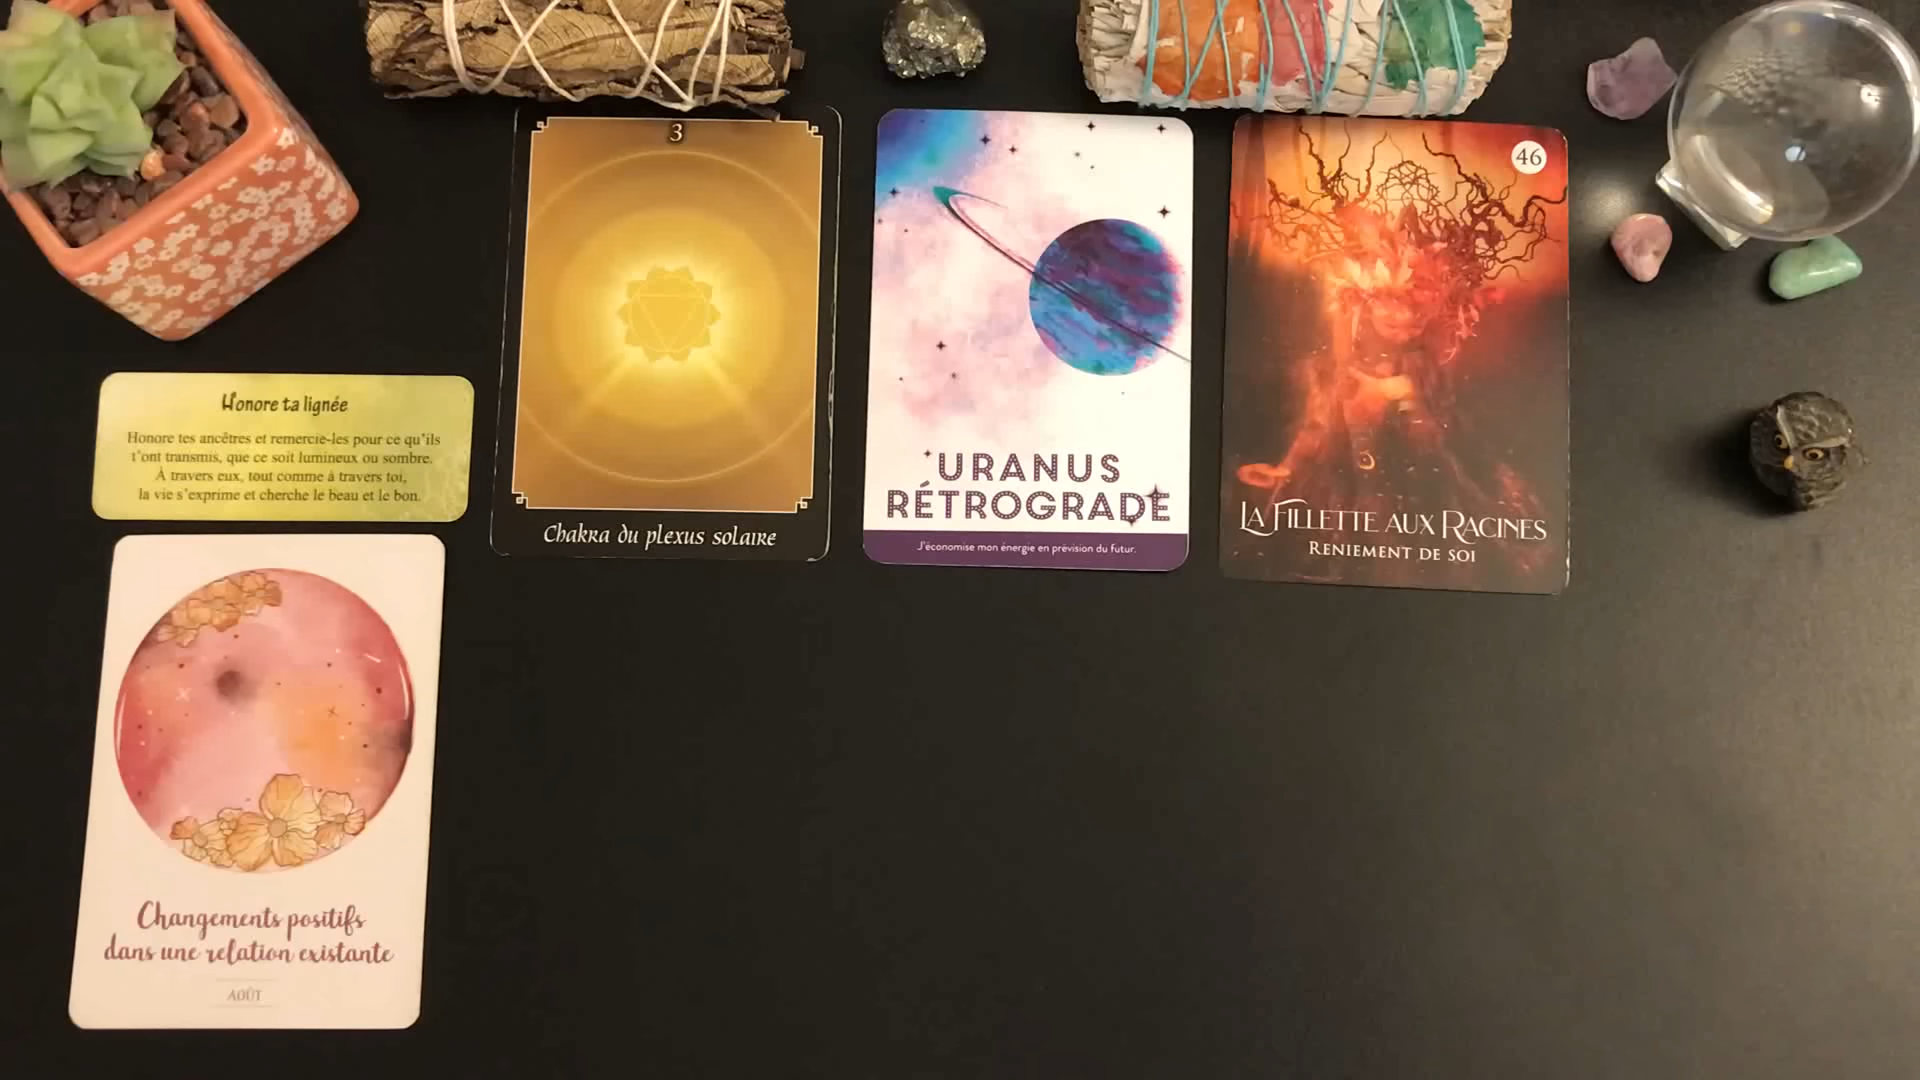 Honore ta lignée
Honore tes ancêtres et remercie-les pour ce qu'ils
t'ont transmis, que ce soit lumineux ou sombre.
À travers eux, tout comme à travers toi,
la vie s'exprime et cherche le beau et le bon.
Changements positifs
dans une relation existante
AOÛT
3
Chakra du plexus solaire
URANUS
RÉTROGRADE
J'économise mon énergie en prévision du futur.
46
LA FILLETTE AUX RACINES
RENIEMENT DE SOI